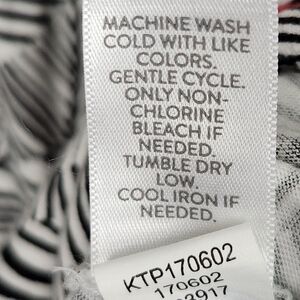 MACHINE WASH
COLD WITH LIKE
COLORS.
GENTLE CYCLE.
ONLY NON-
CHLORINE
BLEACH IF
NEEDED.
TUMBLE DRY
LOW.
COOL IRON IF
NEEDED.
KTP170602
170602